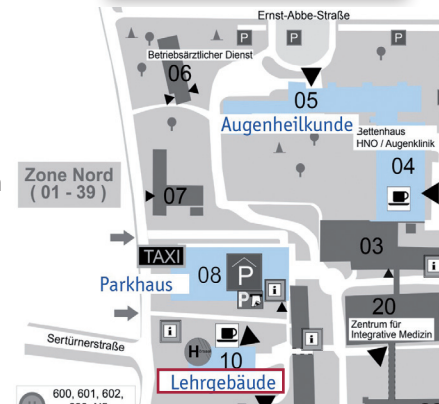 Ernst-Abbe-Straße
P
P
P
Betriebsärztlicher Dienst
06
05
Augenheilkunde
Bettenhaus
HNO / Augenklinik
04
Zone Nord
( 01 - 39 )
07
03
TAXI
08
P
Parkhaus
P
i
i
20
Zentrum für
Integrative Medizin
i
i
Sertürnerstraße
H
10
Lehrgebäude
600, 601, 602,